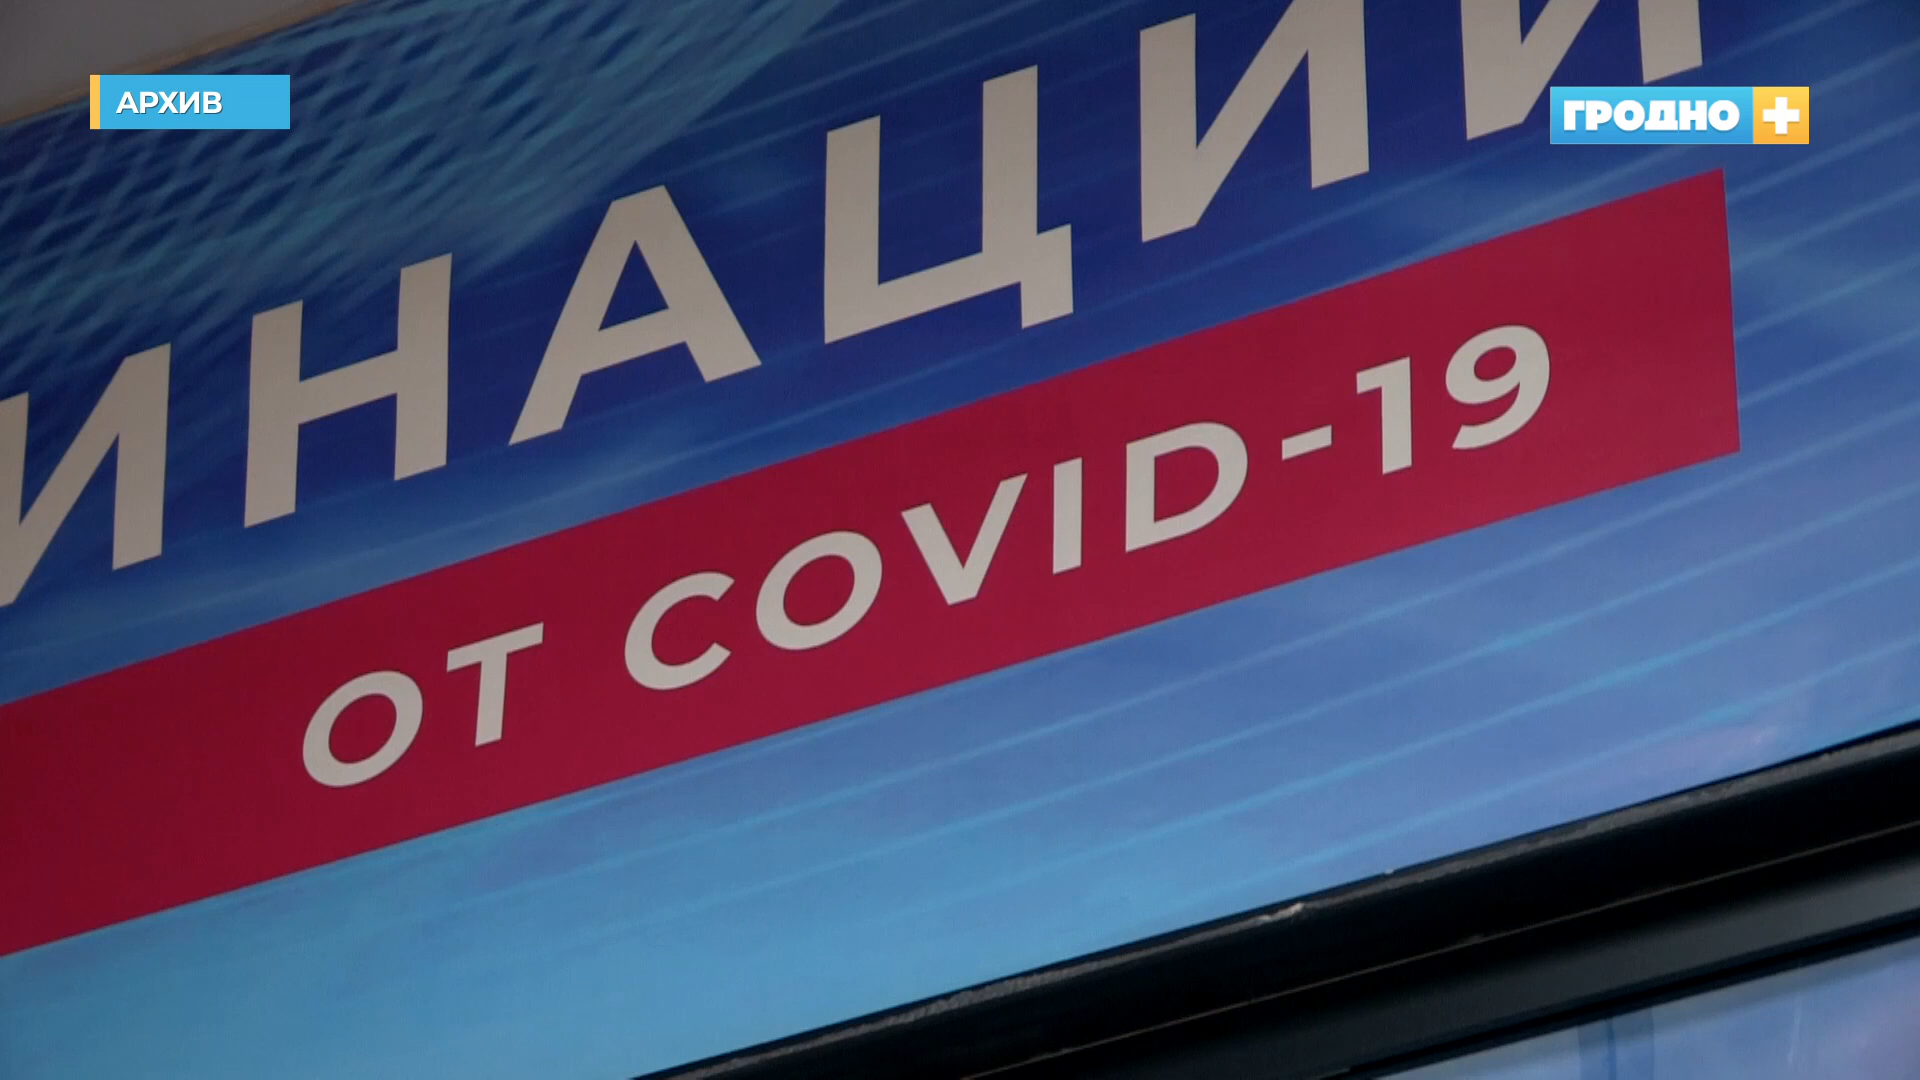 АРХИВ
ГРОДНО +
ИНАЦИИ И
ОТ COVID-19